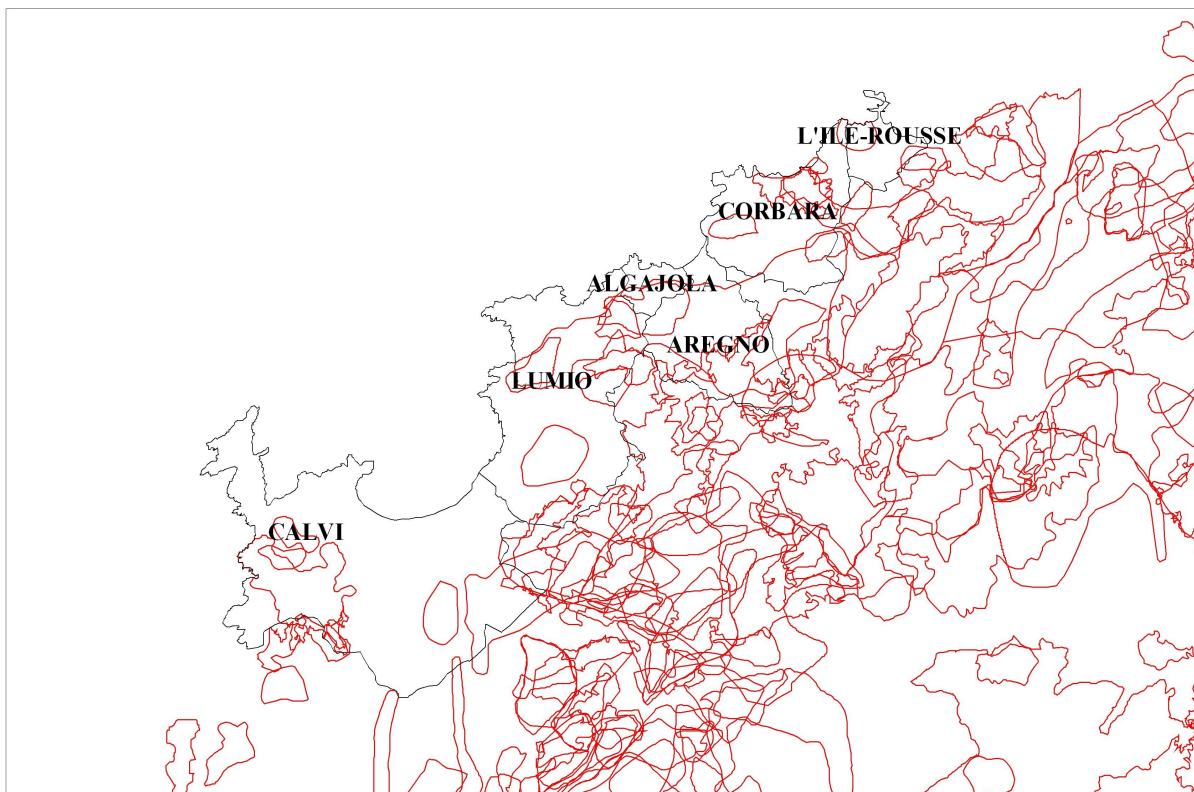 L'ILE-ROUSSE
CORBARA
ALGAJOLA
AREGNO
LUMIO
CALVI